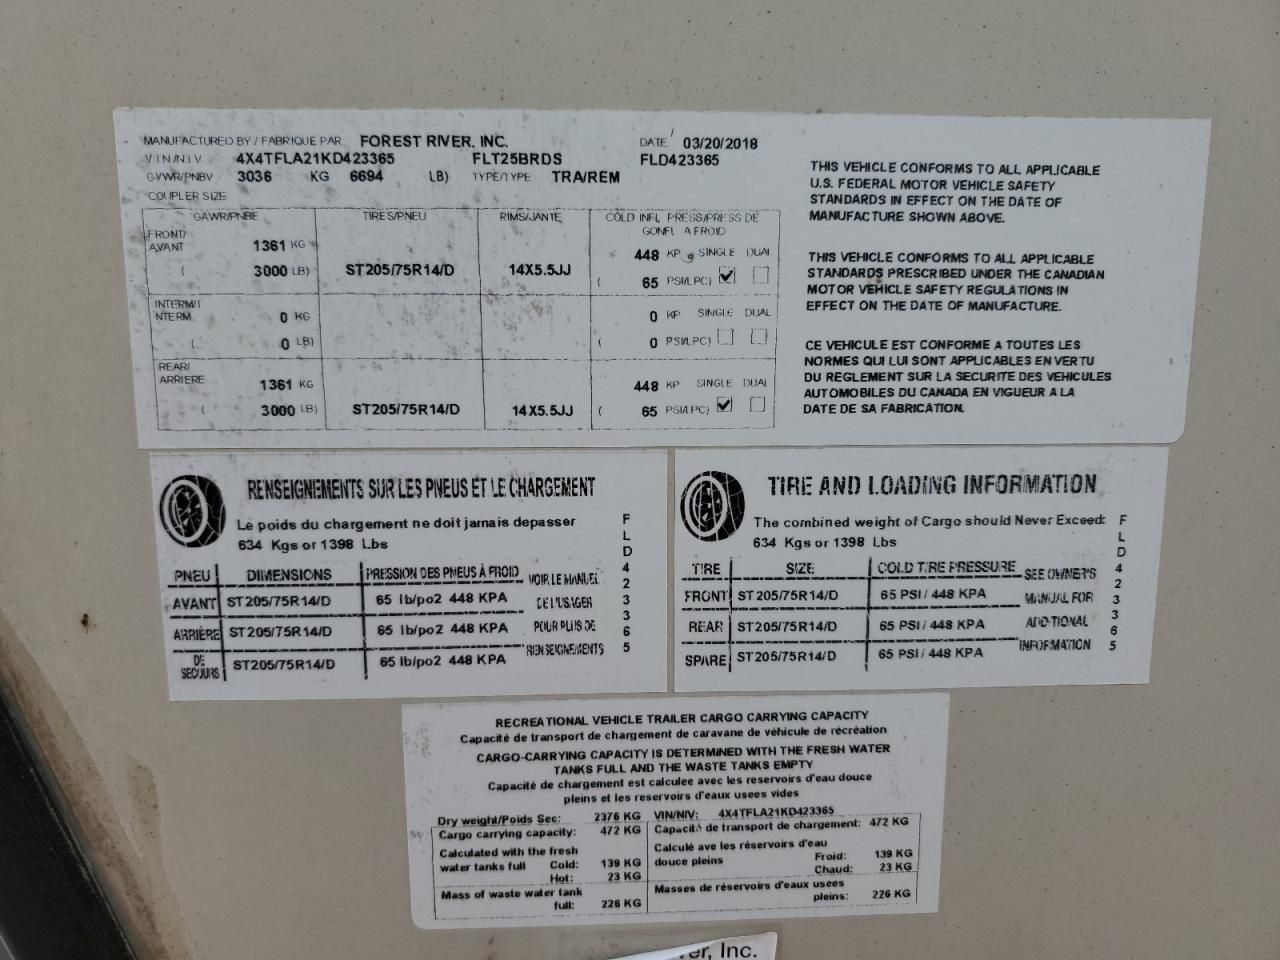 MANUFACTURED BY / FABRIQUE PAR FOREST RIVER, INC. DATE 03/20/2018
VIN/NIV 4X4TFLA21KD423365 FLT25BRDS FLD423365
GVWR/PNBV 3036 KG 6694 LB) TYPE/TYPE TRA/REM
COUPLER SIZE
GAWR/PNBE TIRES/PNEU RIMS/JANTE COLD INFL PRESS/PRESS DE
GONFL A FROID
FRONT/
AVANT 1361 KG 448 KP SINGLE DUAL
( 3000 LB) ST205/75R14/D 14X5.5JJ ( 65 PSI/LPC)
INTERM/I
NTERM 0 KG 0 KP SINGLE DUAL
( 0 LB) ( 0 PSI/LPC)
REAR/
ARRIERE 1361 KG 448 KP SINGLE DUAL
( 3000 LB) ST205/75R14/D 14X5.5JJ ( 65 PSI/LPC)
THIS VEHICLE CONFORMS TO ALL APPLICABLE
U.S. FEDERAL MOTOR VEHICLE SAFETY
STANDARDS IN EFFECT ON THE DATE OF
MANUFACTURE SHOWN ABOVE.
THIS VEHICLE CONFORMS TO ALL APPLICABLE
STANDARDS PRESCRIBED UNDER THE CANADIAN
MOTOR VEHICLE SAFETY REGULATIONS IN
EFFECT ON THE DATE OF MANUFACTURE.
CE VEHICULE EST CONFORME A TOUTES LES
NORMES QUI LUI SONT APPLICABLES EN VERTU
DU REGLEMENT SUR LA SECURITE DES VEHICULES
AUTOMOBILES DU CANADA EN VIGUEUR A LA
DATE DE SA FABRICATION.
RENSEIGNEMENTS SUR LES PNEUS ET LE CHARGEMENT
Le poids du chargement ne doit jamais depasser
634 Kgs or 1398 Lbs
PNEU DIMENSIONS PRESSION DES PNEUS À FROID VOIR LE MANUEL
AVANT ST205/75R14/D 65 lb/po2 448 KPA DE L'USAGER
ARRIÈRE ST205/75R14/D 65 lb/po2 448 KPA POUR PLUS DE
DE
SECOURS ST205/75R14/D 65 lb/po2 448 KPA RENSEIGNEMENTS
FLD423365
TIRE AND LOADING INFORMATION
The combined weight of Cargo should Never Exceed:
634 Kgs or 1398 Lbs
TIRE SIZE COLD TIRE PRESSURE SEE OWNER'S
FRONT ST205/75R14/D 65 PSI / 448 KPA MANUAL FOR
REAR ST205/75R14/D 65 PSI / 448 KPA ADDITIONAL
SPARE ST205/75R14/D 65 PSI / 448 KPA INFORMATION
FLD423365
RECREATIONAL VEHICLE TRAILER CARGO CARRYING CAPACITY
Capacité de transport de chargement de caravane de véhicule de récréation
CARGO-CARRYING CAPACITY IS DETERMINED WITH THE FRESH WATER
TANKS FULL AND THE WASTE TANKS EMPTY
Capacité de chargement est calculee avec les reservoirs d'eau douce
pleins et les reservoirs d'eaux usees vides
Dry weight/Poids Sec: 2376 KG VIN/NIV: 4X4TFLA21KD423365
Cargo carrying capacity: 472 KG Capacité de transport de chargement: 472 KG
Calculated with the fresh
water tanks full Cold: 139 KG
Hot: 23 KG
Calculé ave les réservoirs d'eau
douce pleins Froid: 139 KG
Chaud: 23 KG
Mass of waste water tank
full: 226 KG
Masses de réservoirs d'eaux usees
pleins: 226 KG
er, Inc.